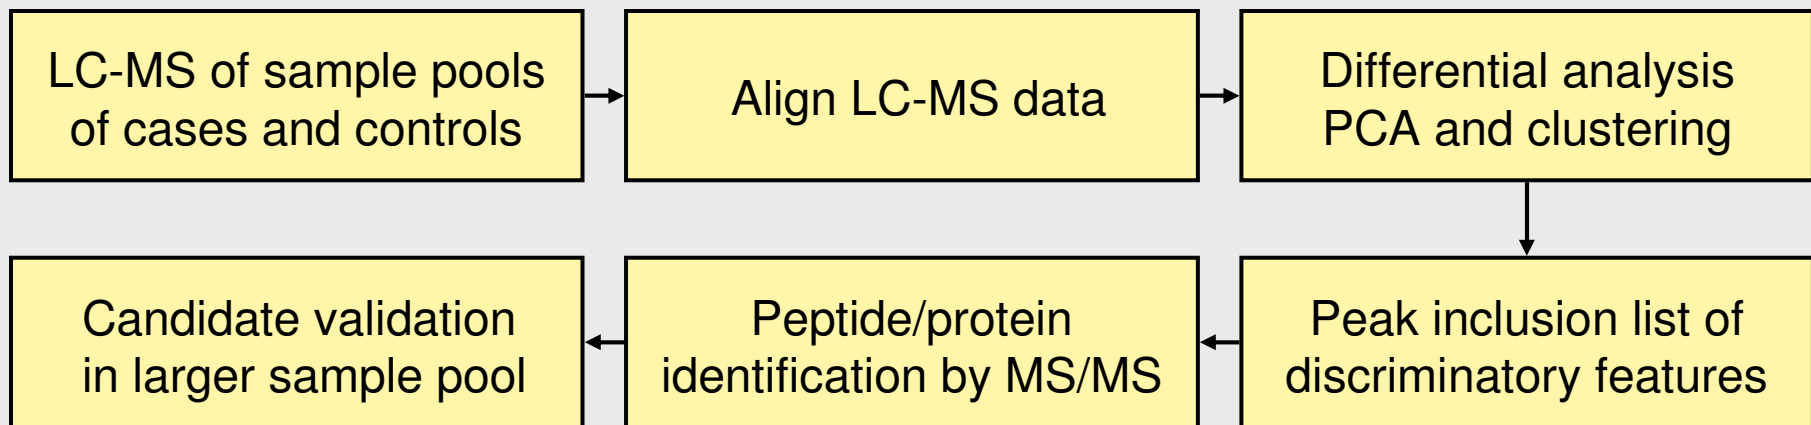 LC-MS of sample pools
of cases and controls
Align LC-MS data
Differential analysis
PCA and clustering
Peak inclusion list of
discriminatory features
Peptide/protein
identification by MS/MS
Candidate validation
in larger sample pool